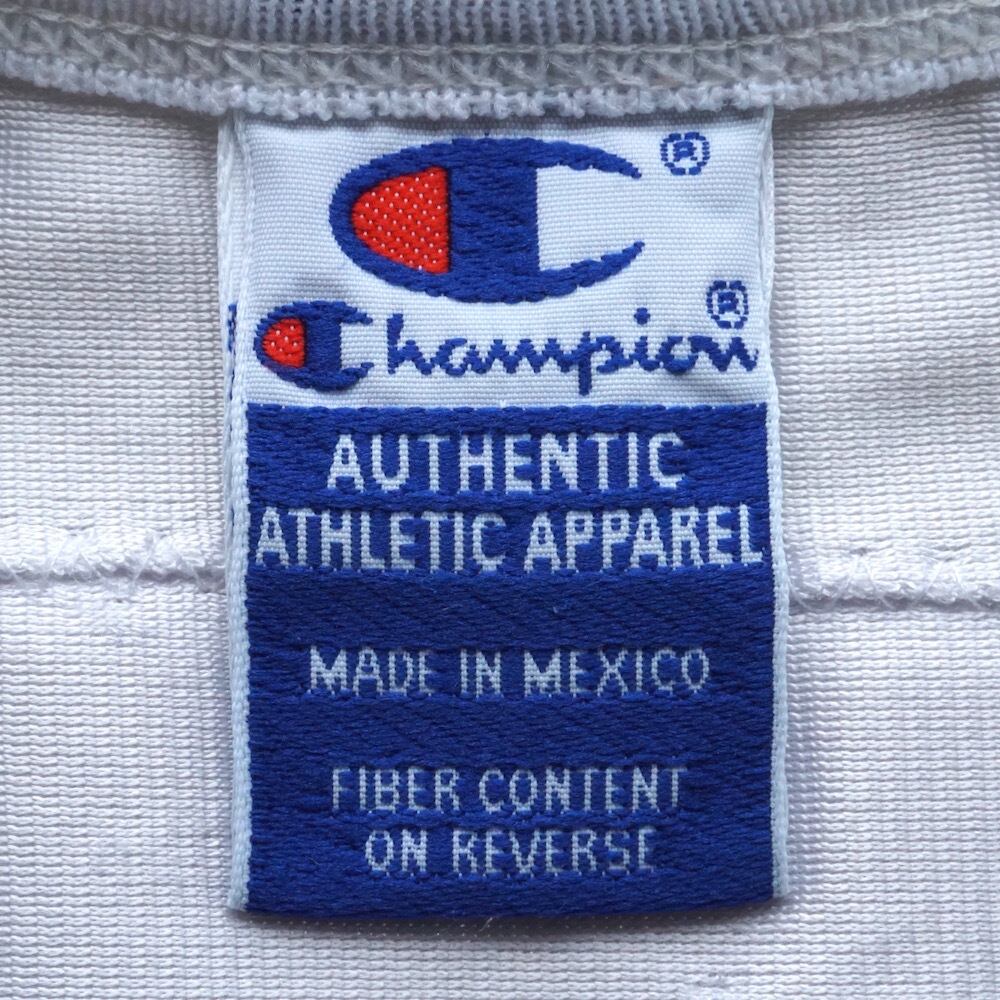 ®
Champion®
AUTHENTIC
ATHLETIC APPAREL
MADE IN MEXICO
FIBER CONTENT
ON REVERSE